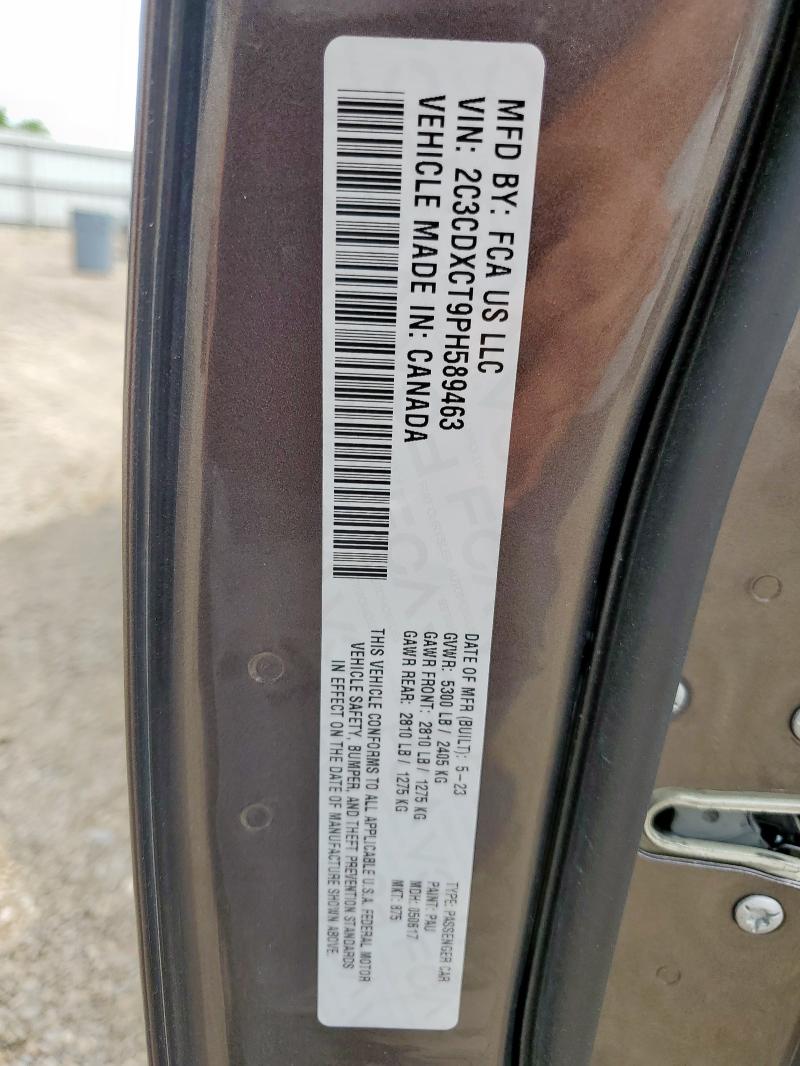 MFD BY: FCA US LLC
VIN: 2C3CDXCT9PH589463
VEHICLE MADE IN: CANADA
DATE OF MFR (BUILT): 5-23
GVWR: 5300 LB / 2405 KG
GAWR FRONT: 2810 LB / 1275 KG
GAWR REAR: 2810 LB / 1275 KG
TYPE: PASSENGER CAR
PAINT: PAU
MDH: 050617
MKT: 875
THIS VEHICLE CONFORMS TO ALL APPLICABLE U.S.A. FEDERAL MOTOR
VEHICLE SAFETY, BUMPER, AND THEFT PREVENTION STANDARDS
IN EFFECT ON THE DATE OF MANUFACTURE SHOWN ABOVE.